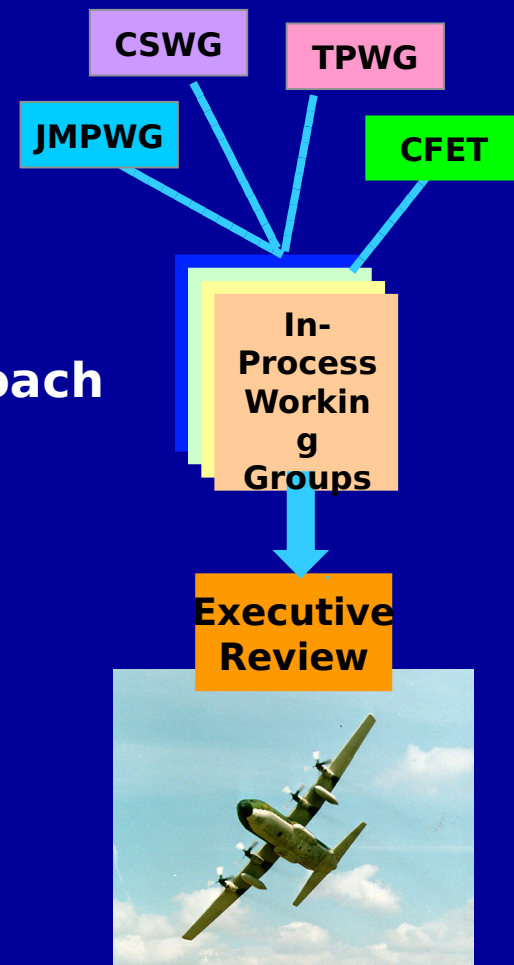 CSWG
TPWG
JMPWG
CFET
In-
Process
Workin
g
Groups
oach
Executive
Review